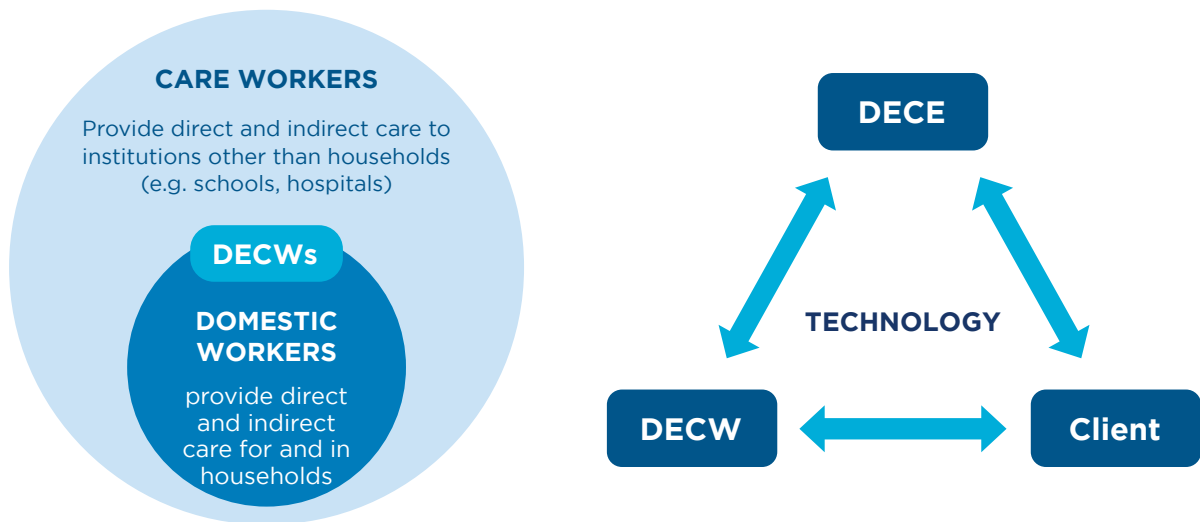 CARE WORKERS
Provide direct and indirect care to
institutions other than households
(e.g. schools, hospitals)
DECWs
DOMESTIC
WORKERS
provide direct
and indirect
care for and in
households
DECE
TECHNOLOGY
DECW
Client